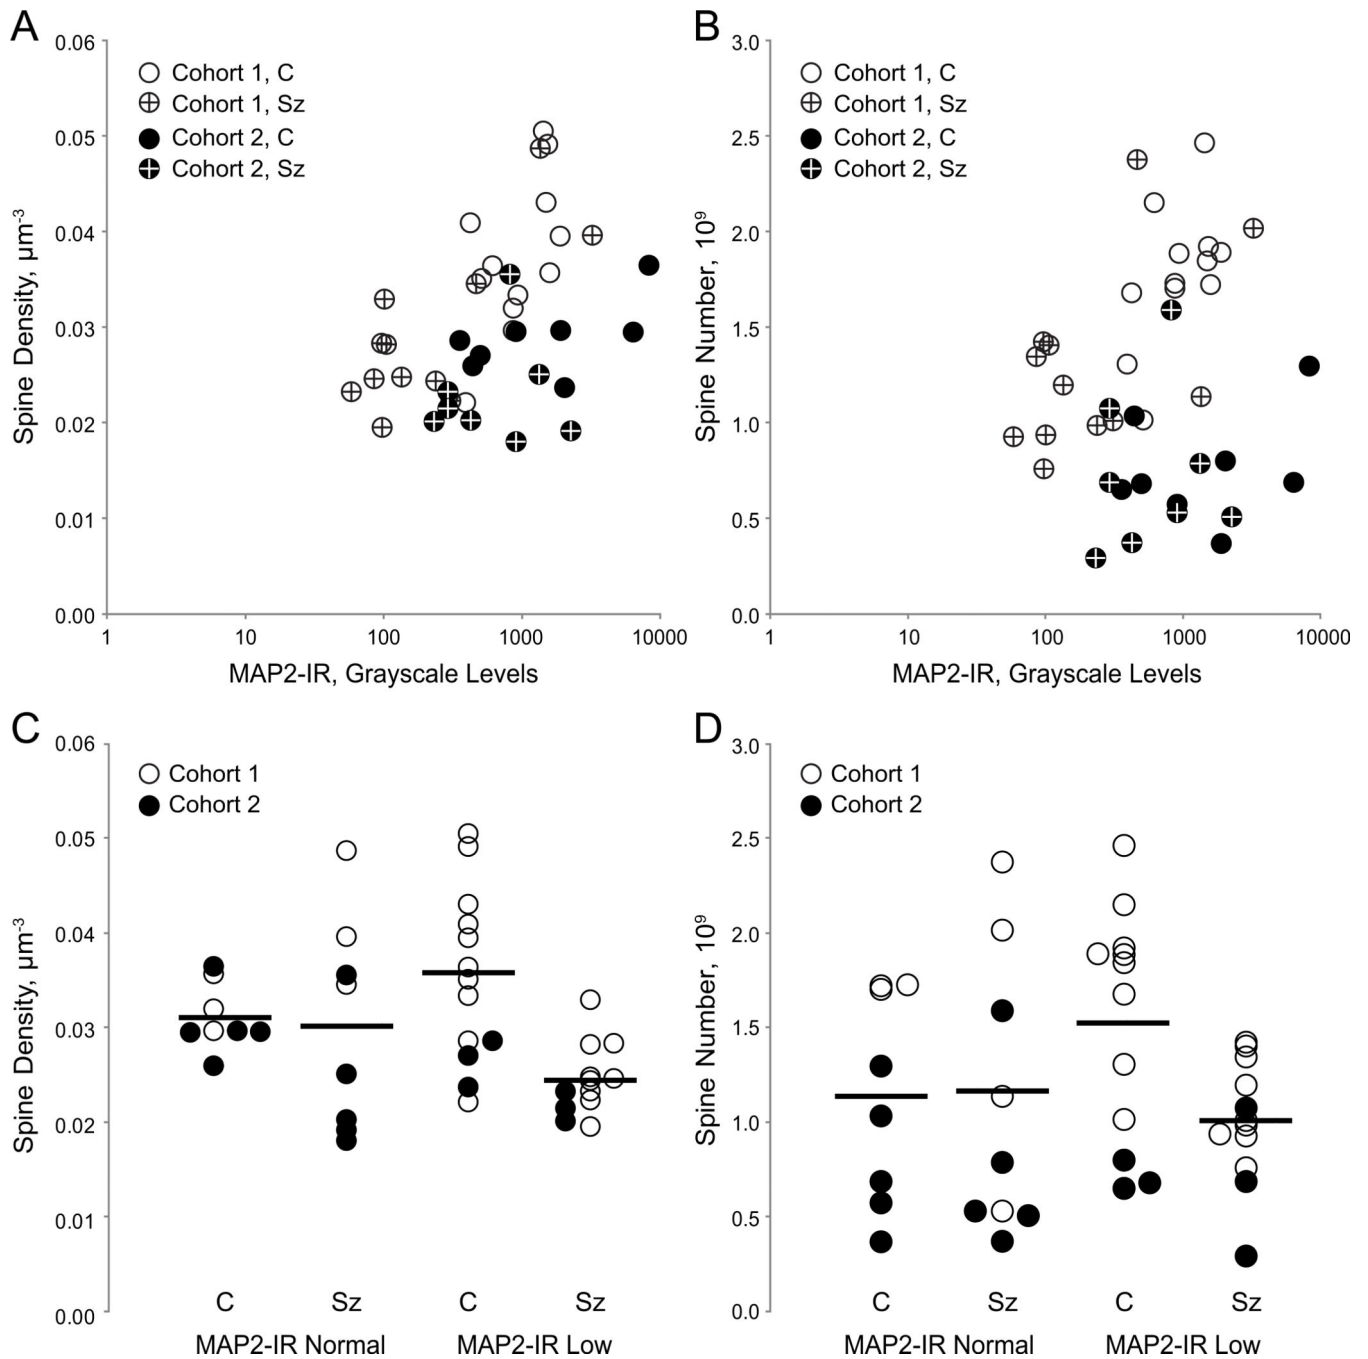 A
0.06
0.05
0.04
0.03
0.02
0.01
0.00
Spine Density, µm⁻³
Cohort 1, C
Cohort 1, Sz
Cohort 2, C
Cohort 2, Sz
1
10
100
1000
10000
MAP2-IR, Grayscale Levels
B
3.0
2.5
2.0
1.5
1.0
0.5
0.0
Spine Number, 10⁹
Cohort 1, C
Cohort 1, Sz
Cohort 2, C
Cohort 2, Sz
1
10
100
1000
10000
MAP2-IR, Grayscale Levels
C
0.06
0.05
0.04
0.03
0.02
0.01
0.00
Spine Density, µm⁻³
Cohort 1
Cohort 2
C
Sz
C
Sz
MAP2-IR Normal
MAP2-IR Low
D
3.0
2.5
2.0
1.5
1.0
0.5
0.0
Spine Number, 10⁹
Cohort 1
Cohort 2
C
Sz
C
Sz
MAP2-IR Normal
MAP2-IR Low